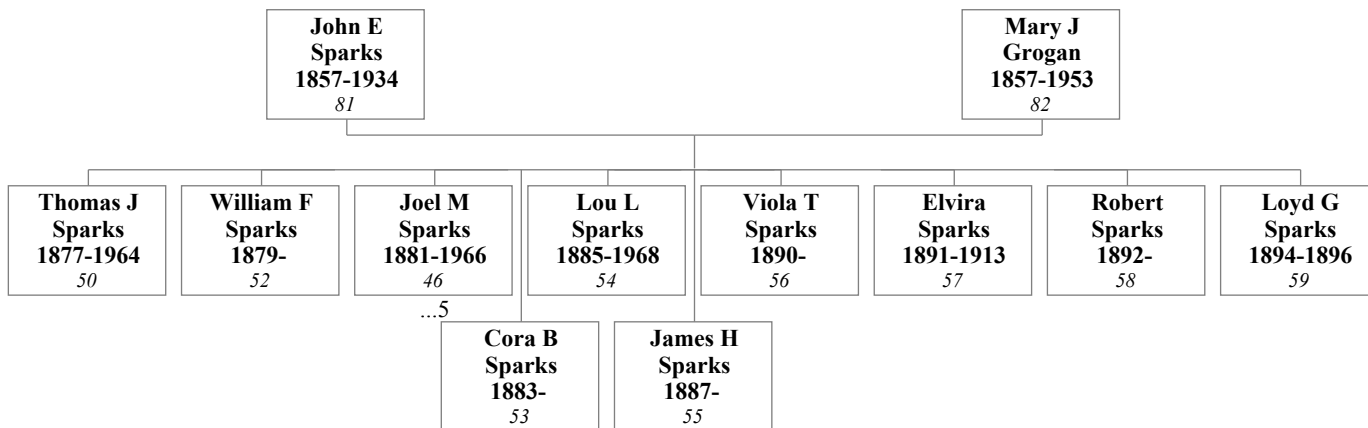 John E
Sparks
1857-1934
81
Mary J
Grogan
1857-1953
82
Thomas J
Sparks
1877-1964
50
William F
Sparks
1879-
52
Joel M
Sparks
1881-1966
46
...5
Lou L
Sparks
1885-1968
54
Viola T
Sparks
1890-
56
Elvira
Sparks
1891-1913
57
Robert
Sparks
1892-
58
Loyd G
Sparks
1894-1896
59
Cora B
Sparks
1883-
53
James H
Sparks
1887-
55